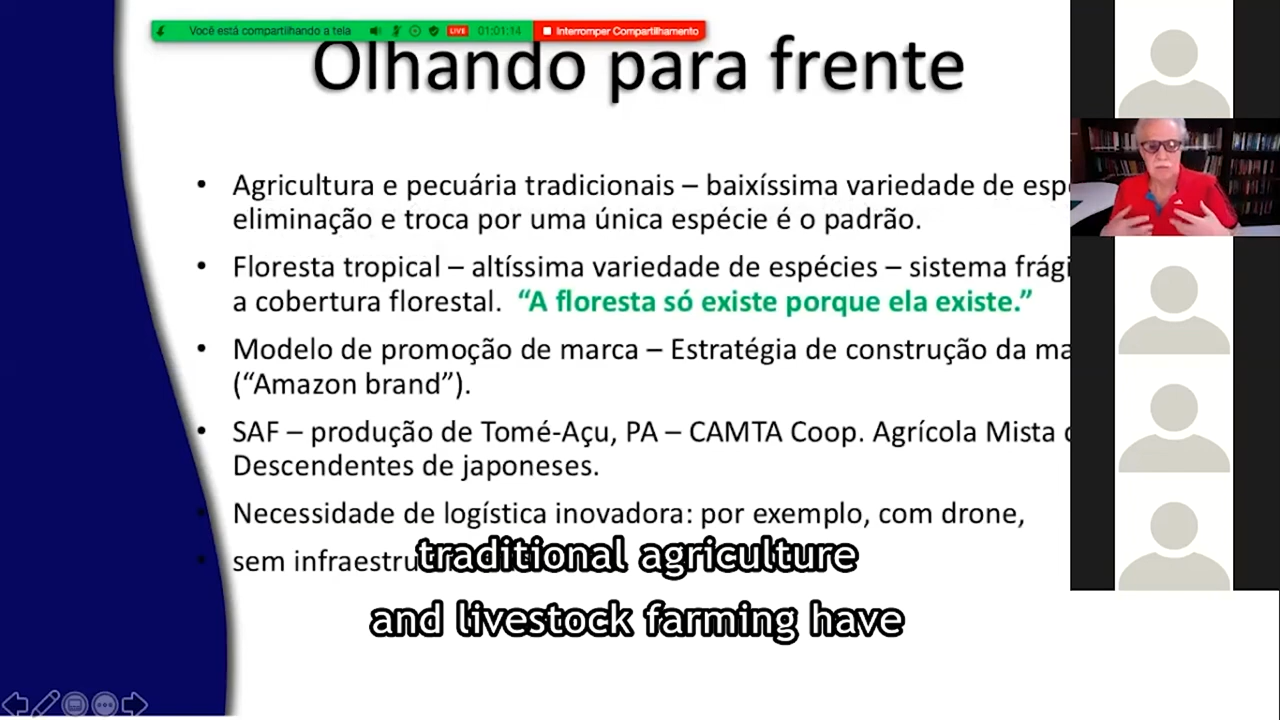 Você está compartilhando a tela LIVE 01:01:14 Interromper Compartilhamento
Olhando para frente
• Agricultura e pecuária tradicionais – baixíssima variedade de esp
eliminação e troca por uma única espécie é o padrão.
• Floresta tropical – altíssima variedade de espécies – sistema frági
a cobertura florestal. “A floresta só existe porque ela existe.”
• Modelo de promoção de marca – Estratégia de construção da ma
(“Amazon brand”).
• SAF – produção de Tomé-Açu, PA – CAMTA Coop. Agrícola Mista
Descendentes de japoneses.
• Necessidade de logística inovadora: por exemplo, com drone,
• sem infraestru
traditional agriculture
and livestock farming have